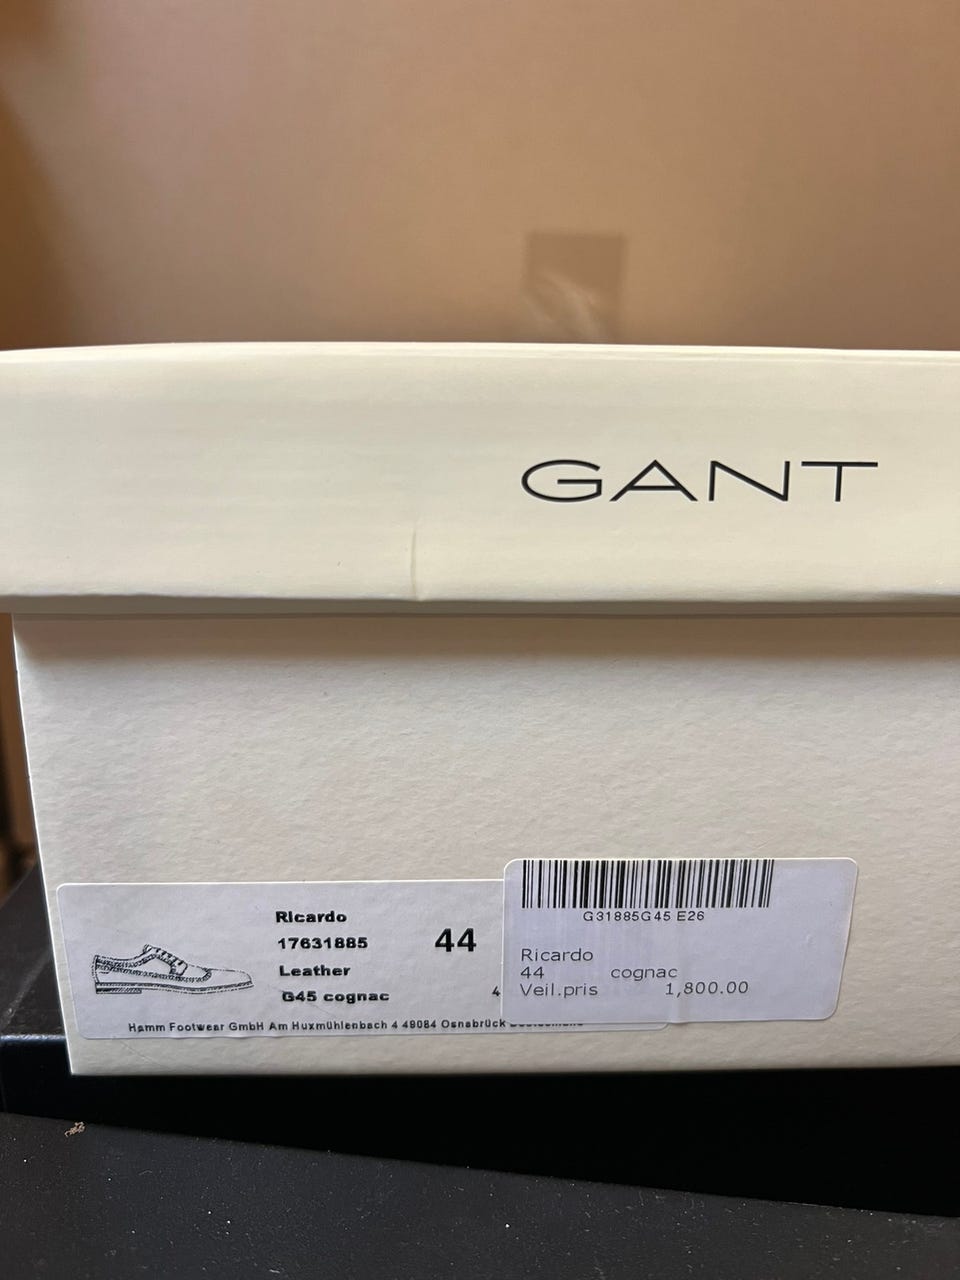 GANT
Ricardo
17631885
44
Leather
G45 cognac
4
Hamm Footwear GmbH Am Huxmühlenbach 4 49084 Osnabrück
G31885G45 E26
Ricardo
44 cognac
Veil.pris 1,800.00